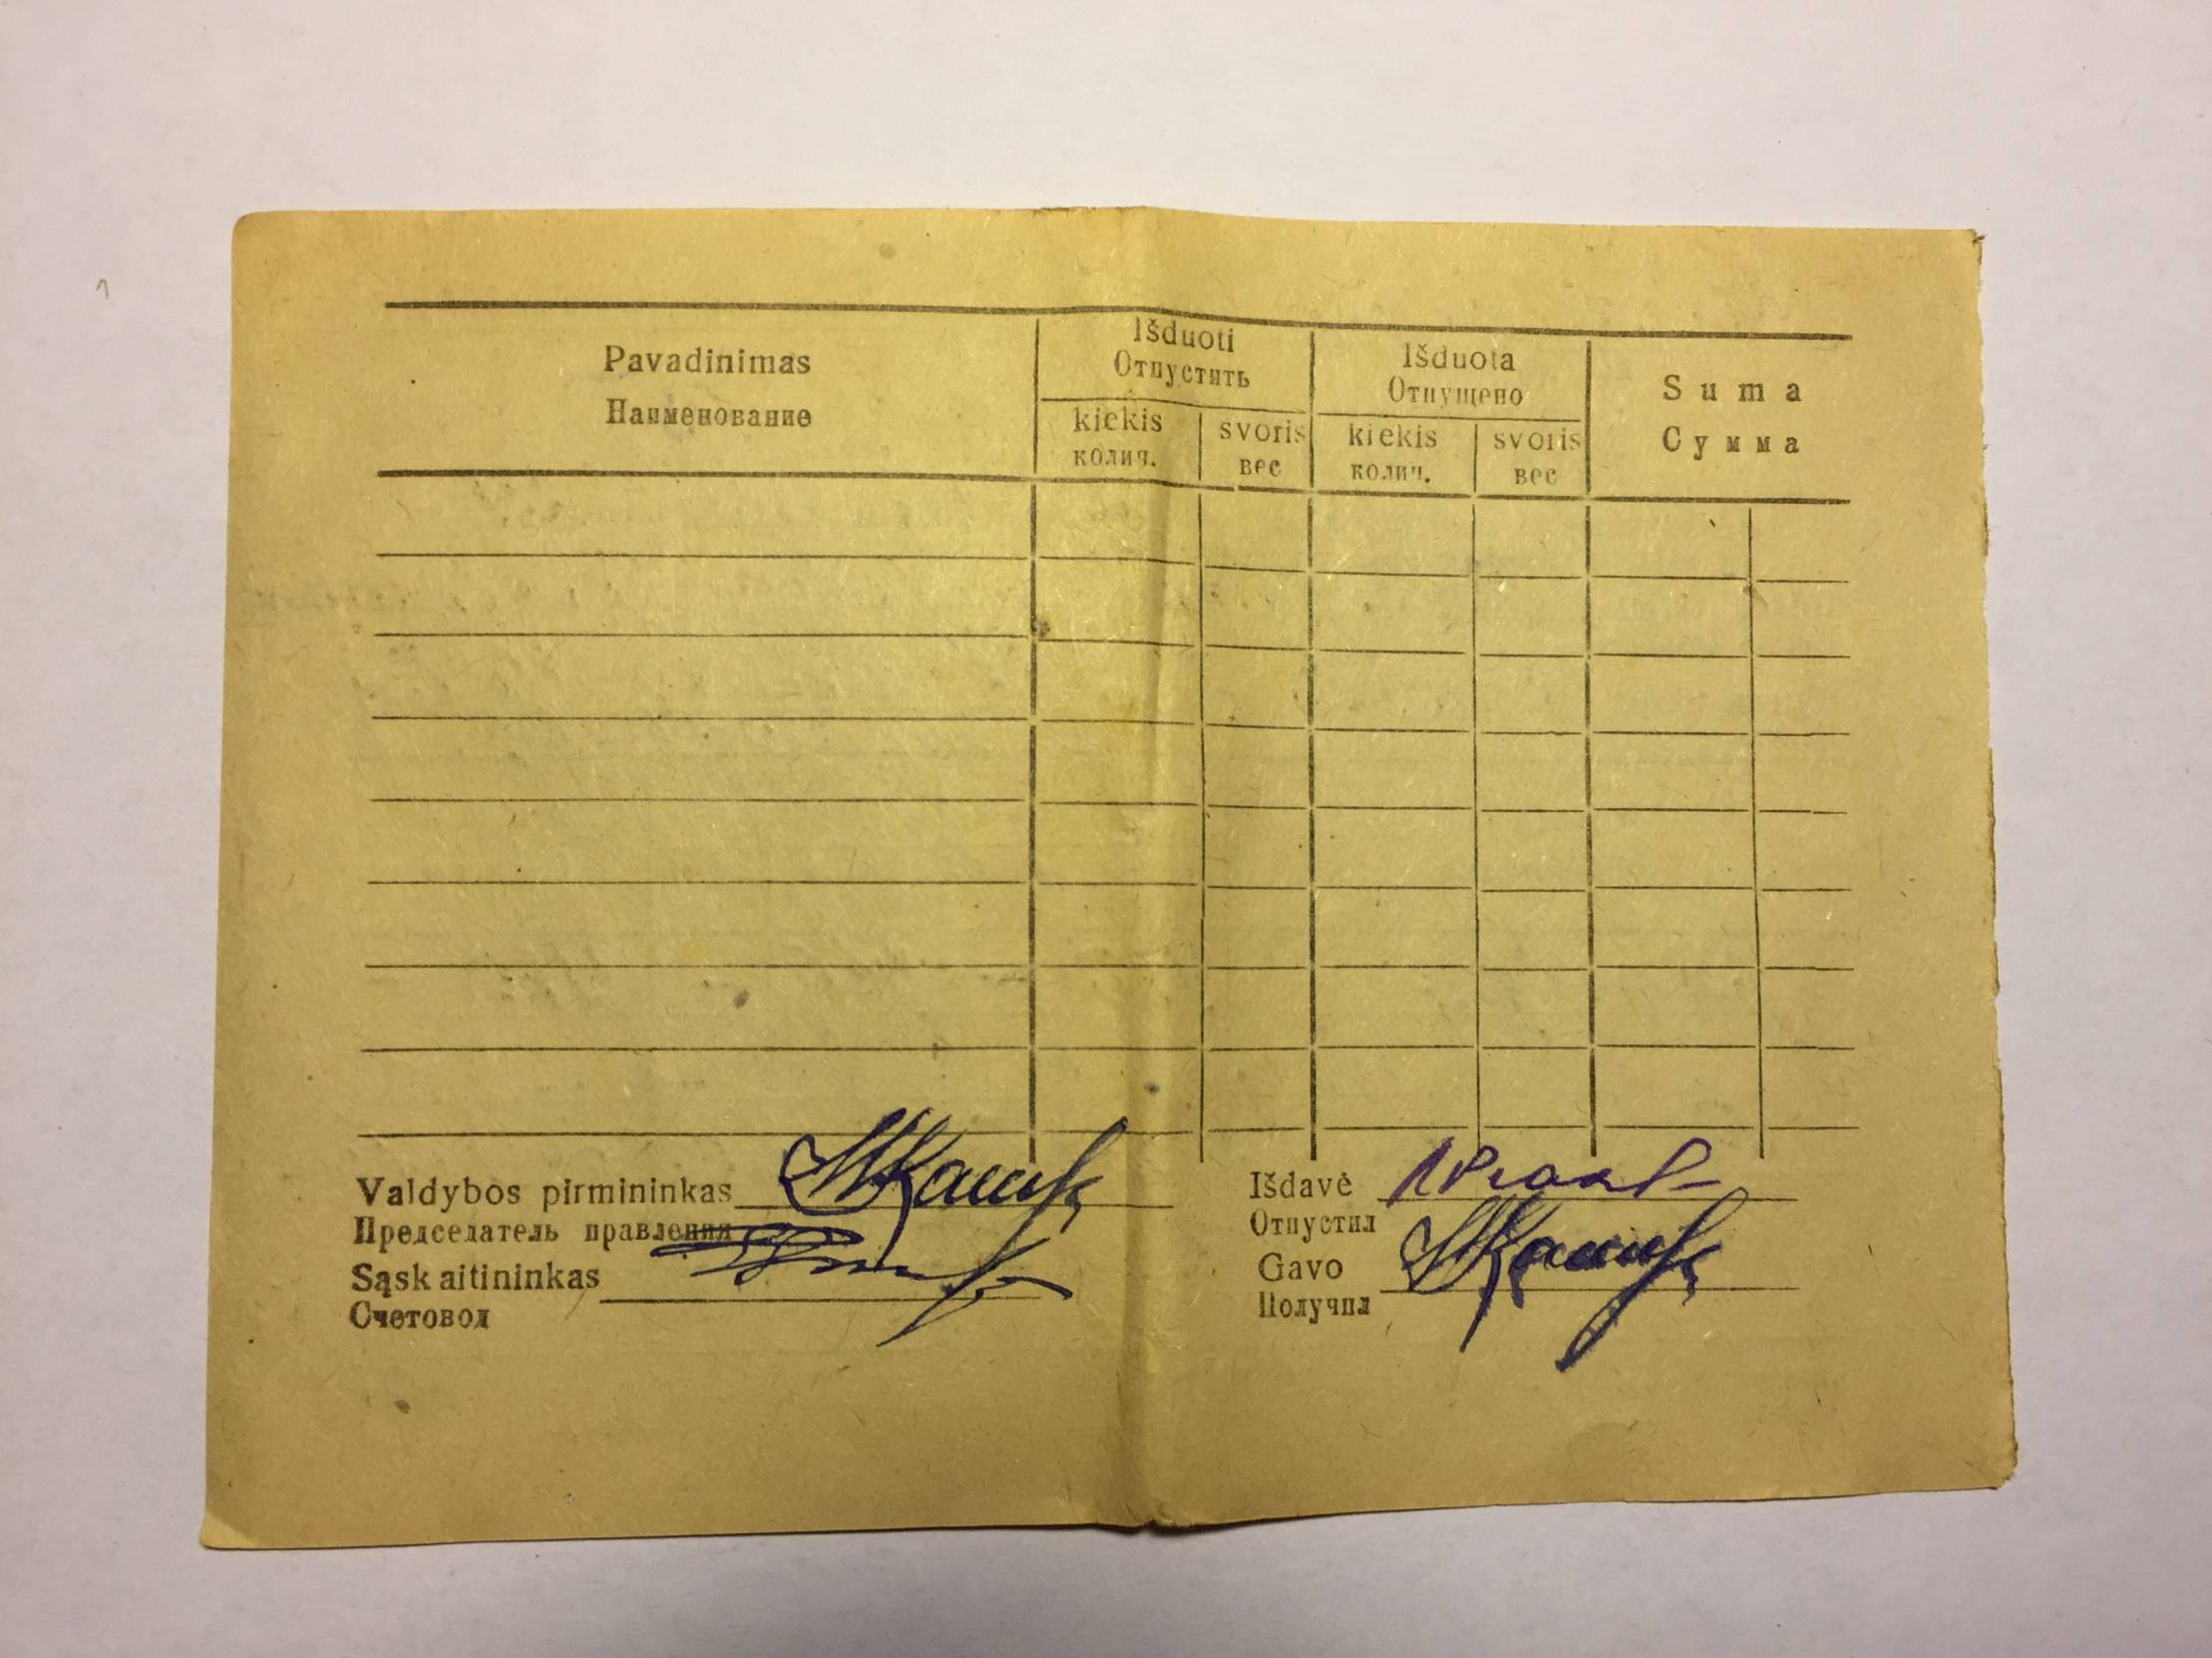 Pavadinimas
Наименование
Išduoti
Отпустить
Išduota
Отпущено
Suma
Сумма
kiekis
колич.
svoris
вес
kiekis
колич.
svoris
вес
Valdybos pirmininkas
Председатель правления
Sąskaitininkas
Счетовод
Išdavė
Отпустил
Gavo
Получил